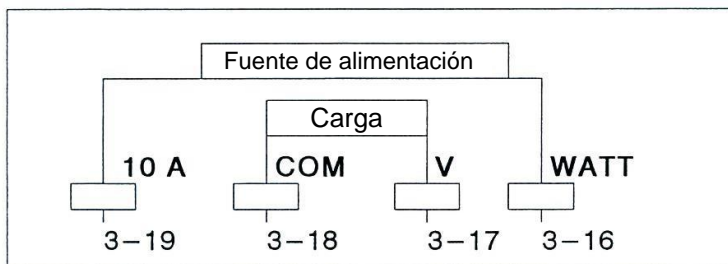 Fuente de alimentación
Carga
10 A COM V WATT
3-19 3-18 3-17 3-16